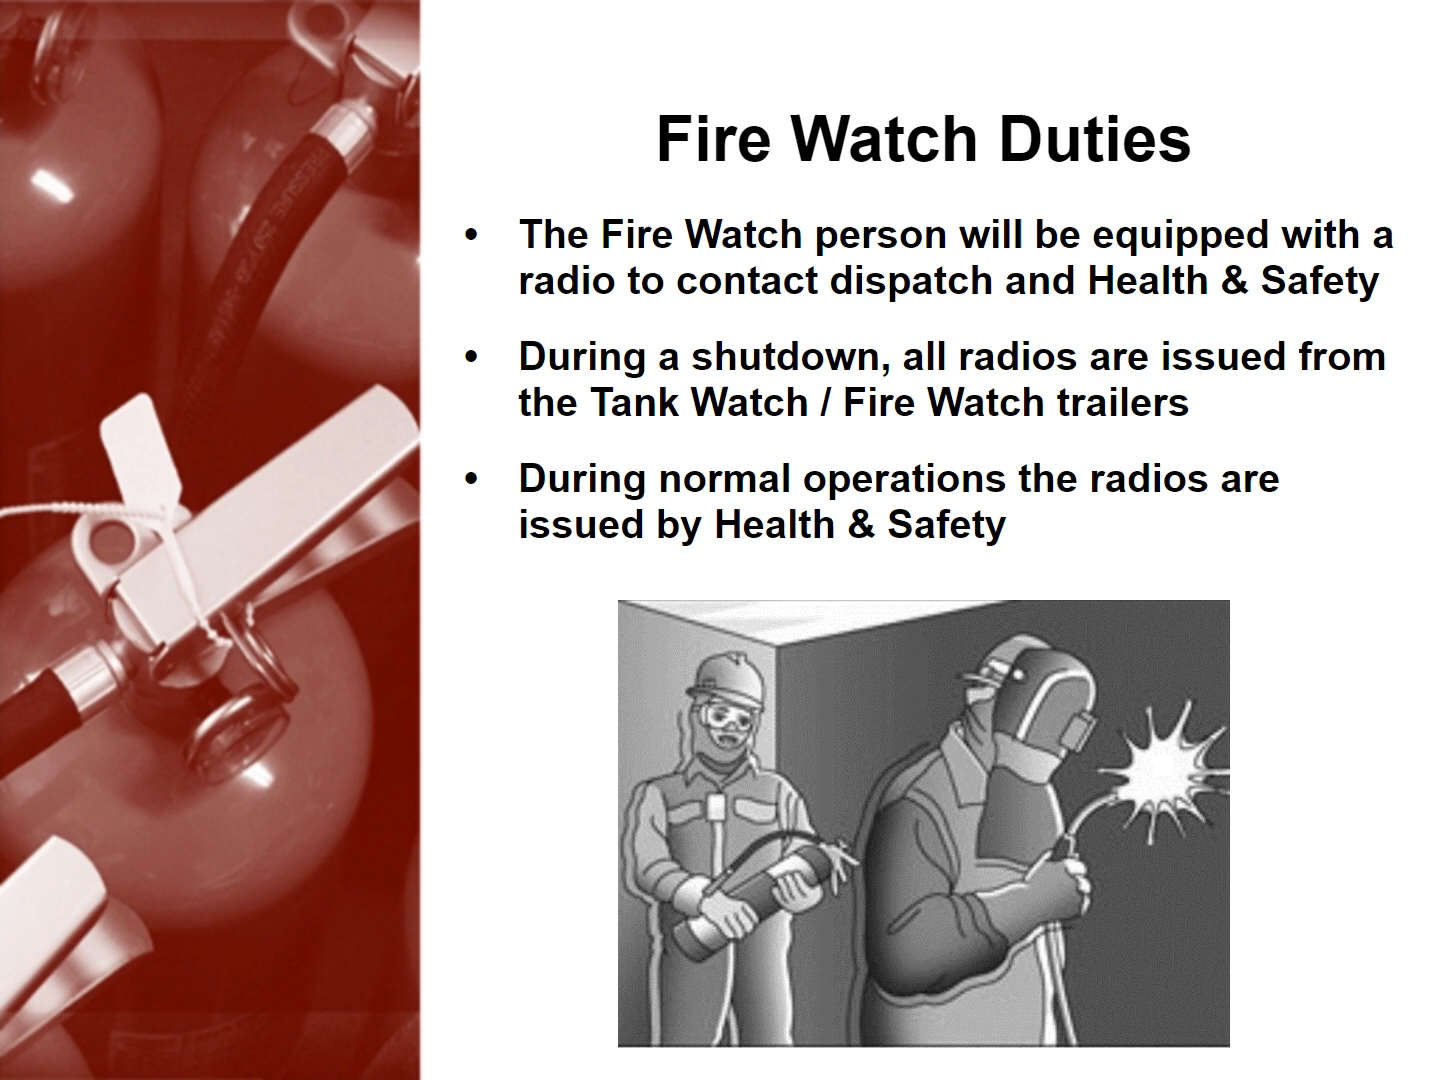 Fire Watch Duties
• The Fire Watch person will be equipped with a
radio to contact dispatch and Health & Safety
• During a shutdown, all radios are issued from
the Tank Watch / Fire Watch trailers
• During normal operations the radios are
issued by Health & Safety
PRESSURE